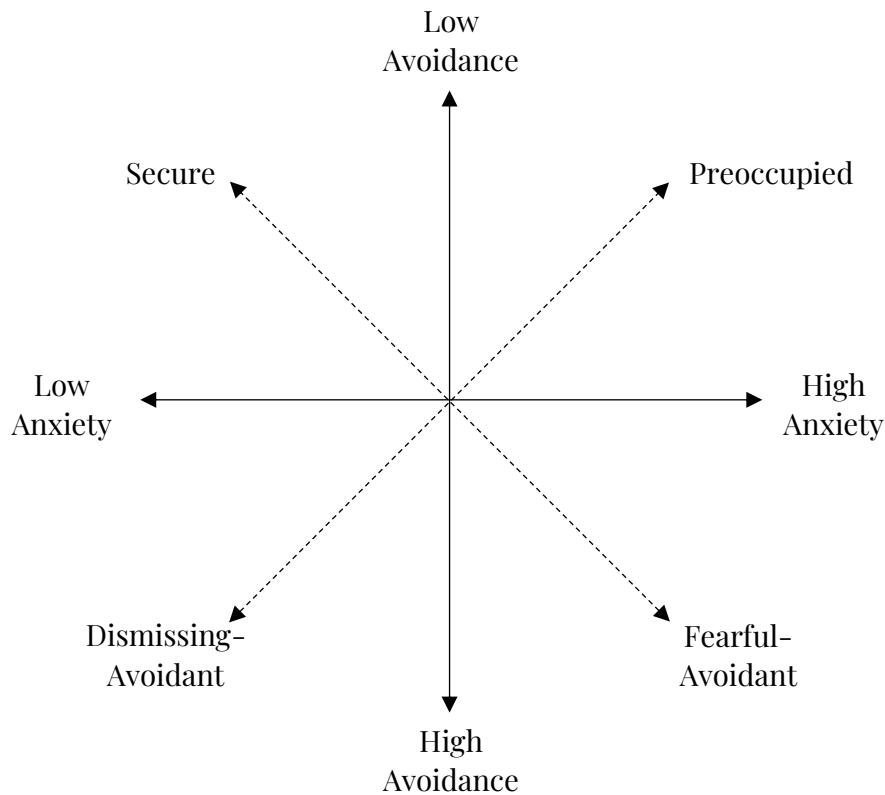 Low
Avoidance
Secure
Preoccupied
Low
Anxiety
High
Anxiety
Dismissing-
Avoidant
Fearful-
Avoidant
High
Avoidance